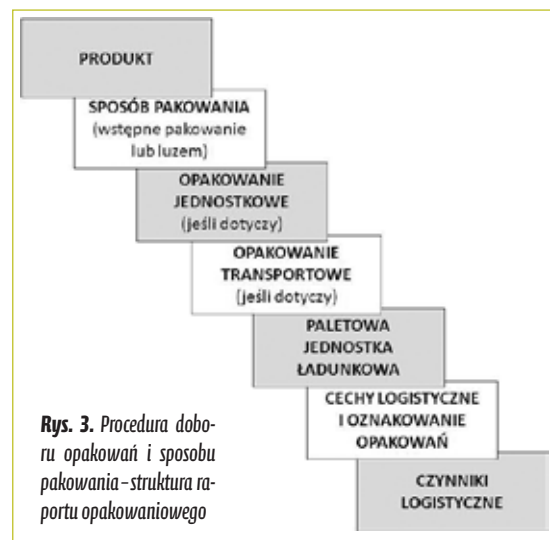 PRODUKT
SPOSÓB PAKOWANIA
(wstępne pakowanie
lub luzem)
OPAKOWANIE
JEDNOSTKOWE
(jeśli dotyczy)
OPAKOWANIE
TRANSPORTOWE
(jeśli dotyczy)
PALETOWA
JEDNOSTKA
ŁADUNKOWA
CECHY LOGISTYCZNE
I OZNAKOWANIE
OPAKOWAŃ
CZYNNIKI
LOGISTYCZNE
Rys. 3. Procedura dobo-
ru opakowań i sposobu
pakowania – struktura ra-
portu opakowaniowego